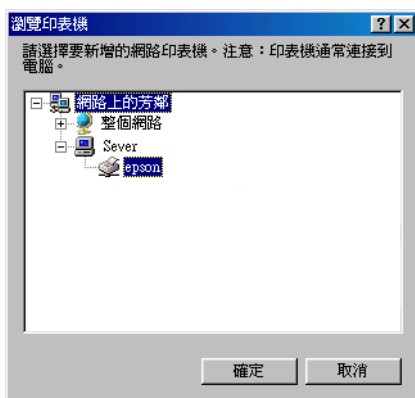 瀏覽印表機
請選擇要新增的網路印表機。注意：印表機通常連接到
電腦。
網路上的芳鄰
整個網路
Sever
epson
確定
取消